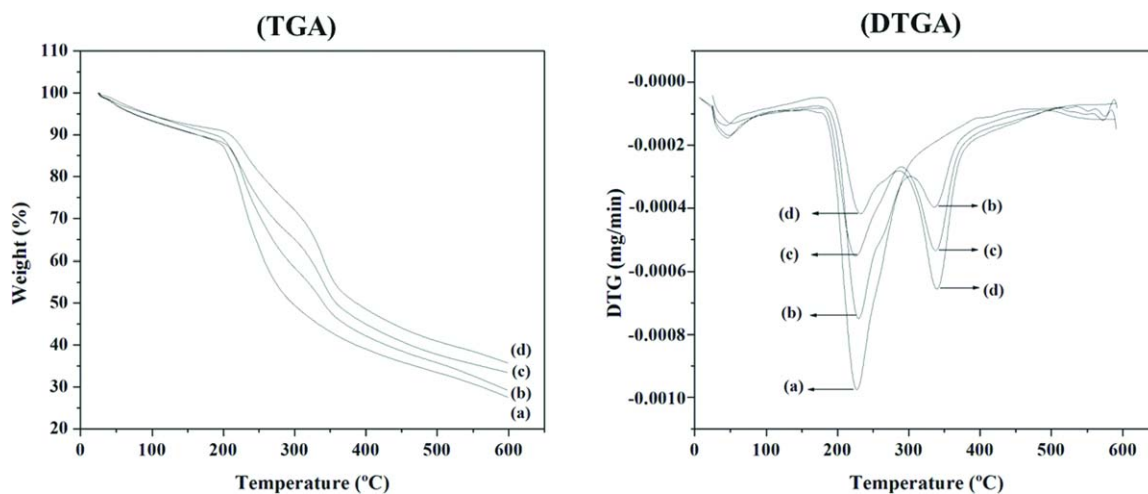 (TGA)
110
100
90
80
70
60
50
40
30
20
Weight (%)
(d)
(c)
(b)
(a)
0 100 200 300 400 500 600
Temperature (ºC)
(DTGA)
-0.0000
-0.0002
-0.0004
-0.0006
-0.0008
-0.0010
DTG (mg/min)
(d)
(c)
(b)
(a)
(b)
(c)
(d)
0 100 200 300 400 500 600
Temperature (ºC)